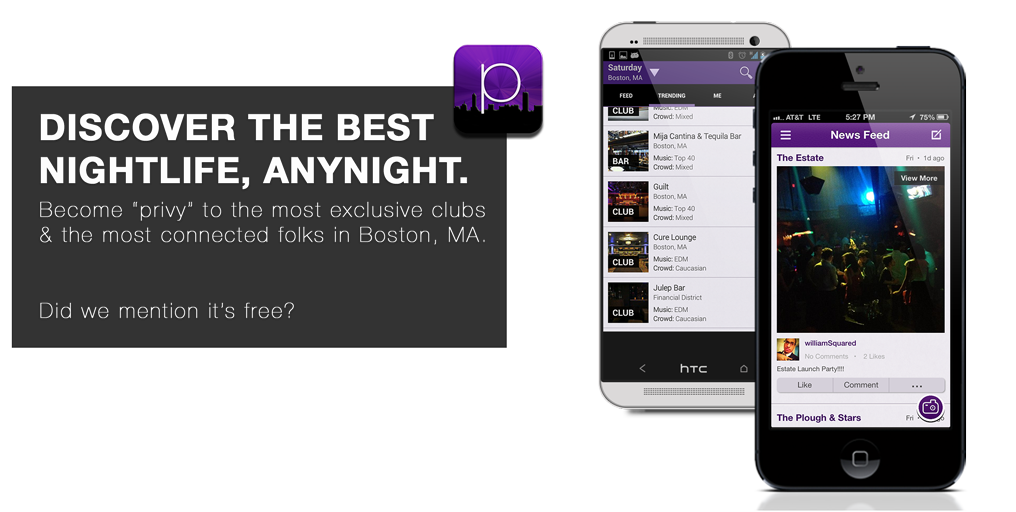 p
DISCOVER THE BEST
NIGHTLIFE, ANYNIGHT.
Become "privy" to the most exclusive clubs
& the most connected folks in Boston, MA.
Did we mention it's free?
Saturday
Boston, MA
FEED TRENDING ME
CLUB
Music: EDM
Crowd: Mixed
Mija Cantina & Tequila Bar
Boston, MA
BAR
Music: Top 40
Crowd: Mixed
Guilt
Boston, MA
CLUB
Music: Top 40
Crowd: Mixed
Cure Lounge
Boston, MA
CLUB
Music: EDM
Crowd: Caucasian
Julep Bar
Financial District
CLUB
Music: EDM
Crowd: Caucasian
hTC
AT&T LTE 5:27 PM 75%
News Feed
The Estate Fri • 1d ago
View More
williamSquared
No Comments • 2 Likes
Estate Launch Party!!!!
Like Comment ...
The Plough & Stars Fri